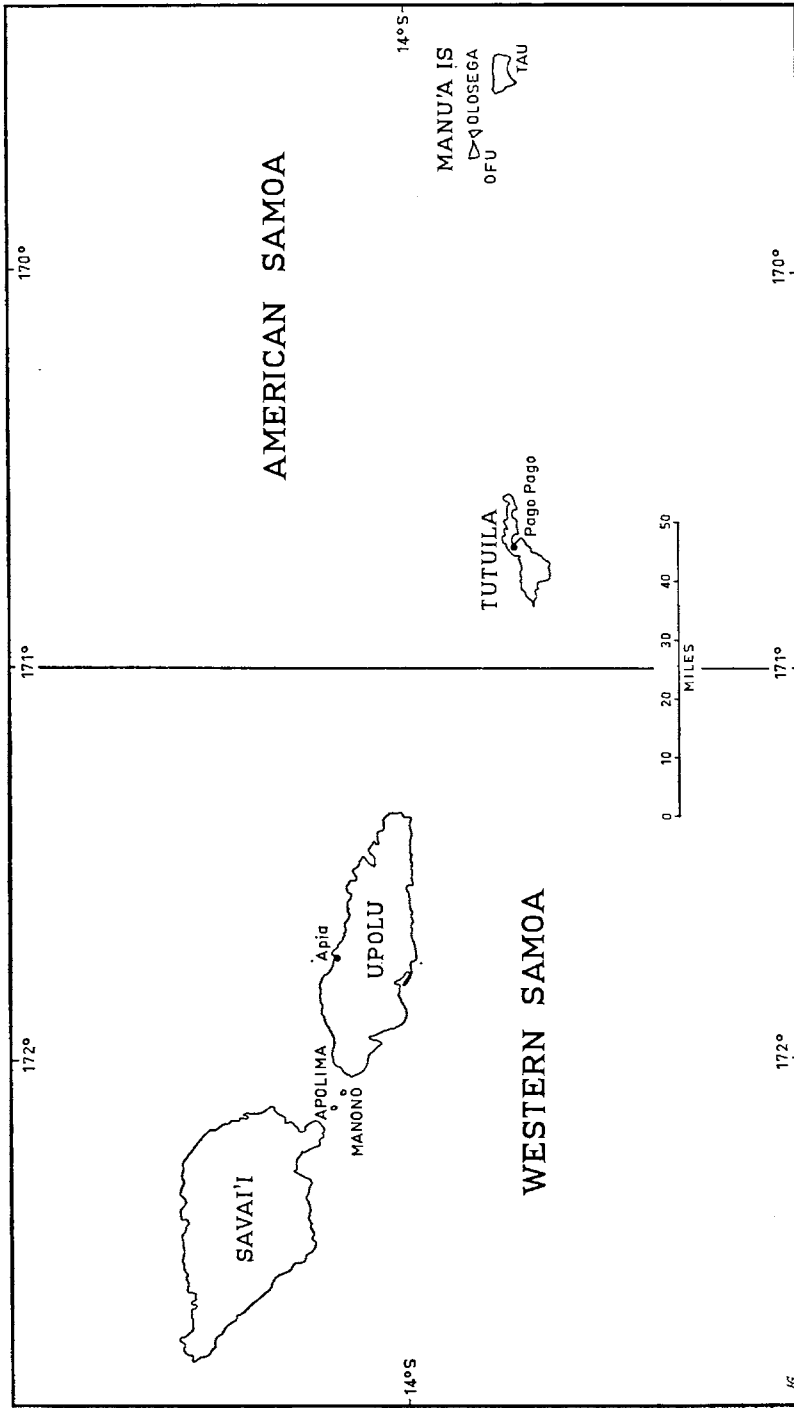 172°
171°
170°
AMERICAN SAMOA
SAVAI'I
APOLIMA
MANONO
Apia
UPOLU
14°S
14°S
MANU'A IS
OFU
OLOSEGA
TAU
TUTUILA
Pago Pago
WESTERN SAMOA
0 10 20 30 40 50
MILES
172°
171°
170°